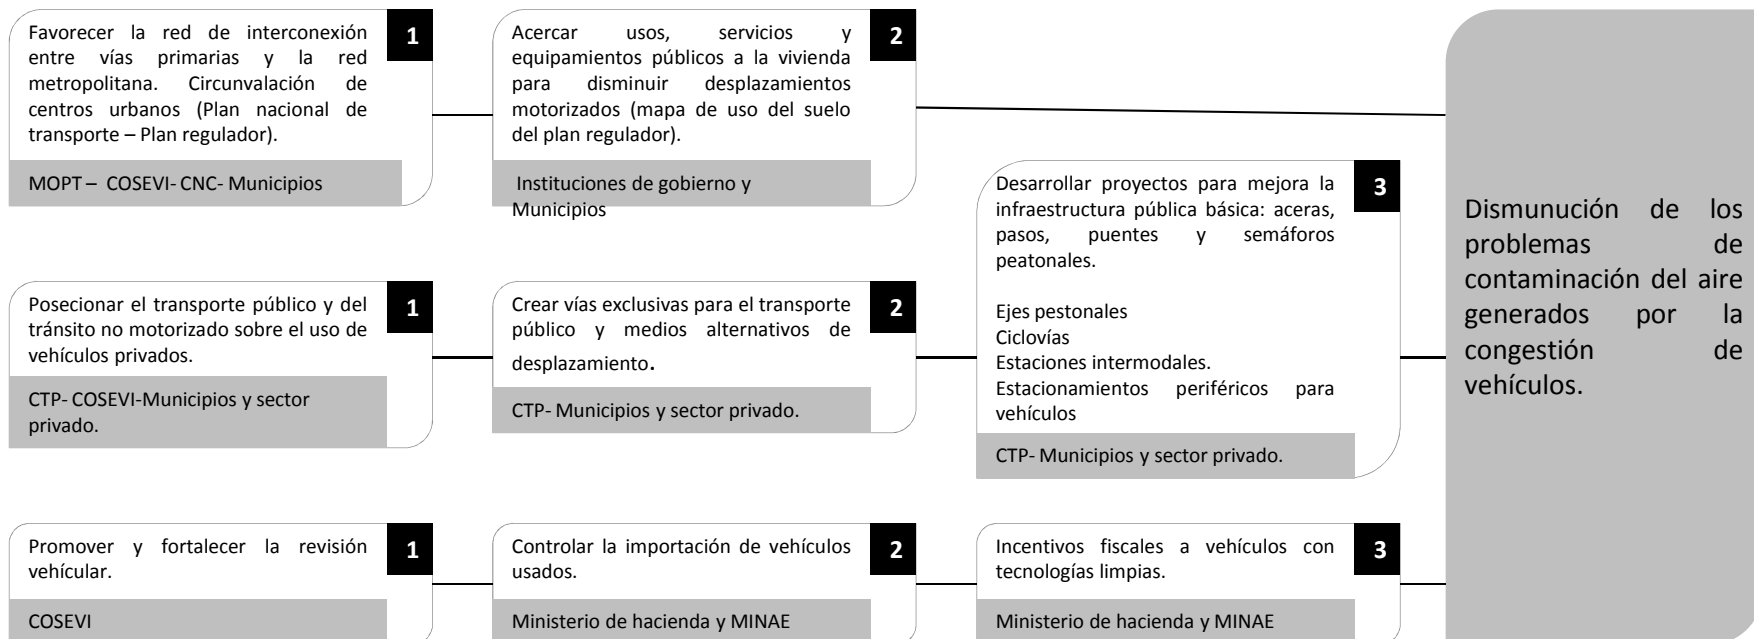 Favorecer la red de interconexión
entre vías primarias y la red
metropolitana. Circunvalación de
centros urbanos (Plan nacional de
transporte – Plan regulador).
1
MOPT – COSEVI- CNC- Municipios
Acercar usos, servicios y
equipamientos públicos a la vivienda
para disminuir desplazamientos
motorizados (mapa de uso del suelo
del plan regulador).
2
Instituciones de gobierno y
Municipios
Posecionar el transporte público y del
tránsito no motorizado sobre el uso de
vehículos privados.
1
CTP- COSEVI-Municipios y sector
privado.
Crear vías exclusivas para el transporte
público y medios alternativos de
desplazamiento.
2
CTP- Municipios y sector privado.
Desarrollar proyectos para mejora la
infraestructura pública básica: aceras,
pasos, puentes y semáforos
peatonales.
Ejes pestonales
Ciclovías
Estaciones intermodales.
Estacionamientos periféricos para
vehículos
3
CTP- Municipios y sector privado.
Promover y fortalecer la revisión
vehícular.
1
COSEVI
Controlar la importación de vehículos
usados.
2
Ministerio de hacienda y MINAE
Incentivos fiscales a vehículos con
tecnologías limpias.
3
Ministerio de hacienda y MINAE
Dismunución de los
problemas de
contaminación del aire
generados por la
congestión de
vehículos.